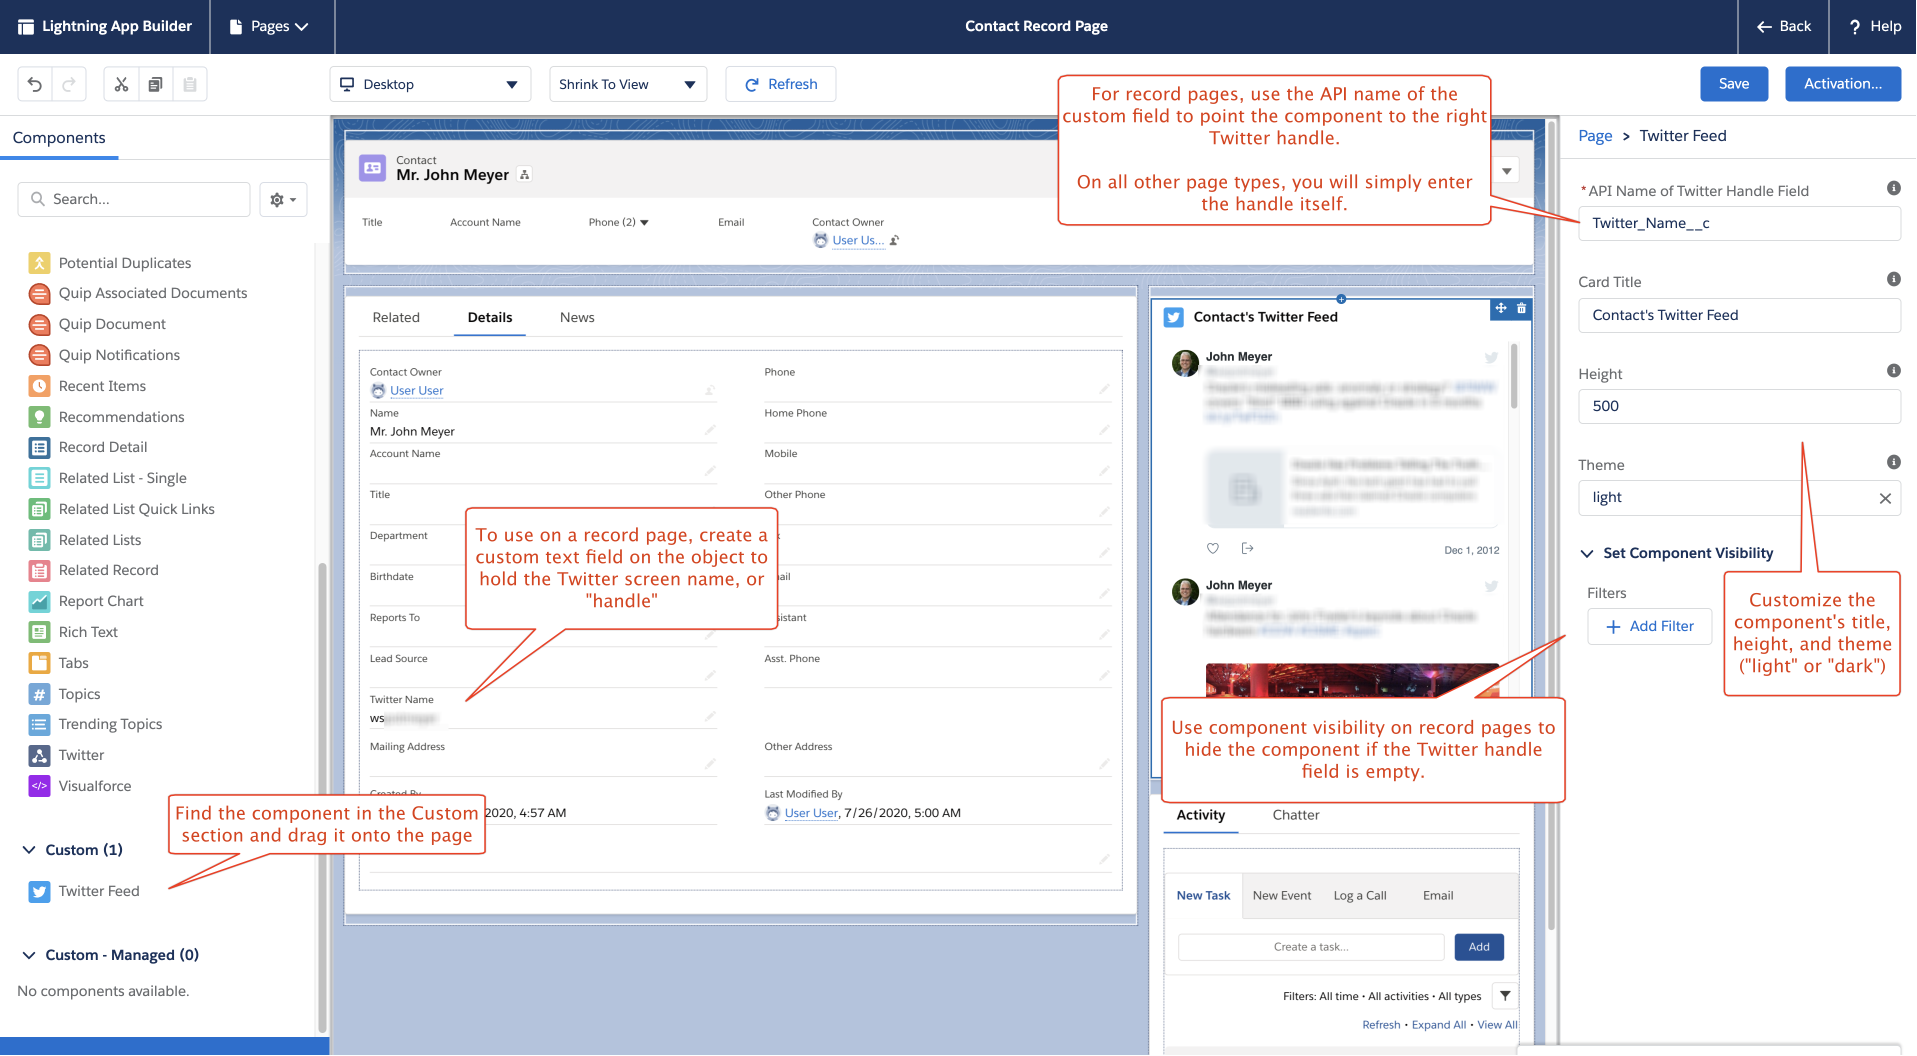 Lightning App Builder
Pages
Contact Record Page
Back
? Help
Desktop
Shrink To View
Refresh
Save
Activation...
Components
Search...
Potential Duplicates
Quip Associated Documents
Quip Document
Quip Notifications
Recent Items
Recommendations
Record Detail
Related List - Single
Related List Quick Links
Related Lists
Related Record
Report Chart
Rich Text
Tabs
Topics
Trending Topics
Twitter
Visualforce
Custom (1)
Twitter Feed
Custom - Managed (0)
No components available.
Find the component in the Custom
section and drag it onto the page
Contact
Mr. John Meyer
Title
Account Name
Phone (2)
Email
Contact Owner
User Us...
For record pages, use the API name of the
custom field to point the component to the right
Twitter handle.
On all other page types, you will simply enter
the handle itself.
Related
Details
News
Contact Owner
User User
Phone
Name
Mr. John Meyer
Home Phone
Account Name
Mobile
Title
Other Phone
Department
Birthdate
Reports To
Lead Source
Asst. Phone
Twitter Name
Mailing Address
Other Address
2020, 4:57 AM
Last Modified By
User User, 7/26/2020, 5:00 AM
To use on a record page, create a
custom text field on the object to
hold the Twitter screen name, or
"handle"
Contact's Twitter Feed
John Meyer
Dec 1, 2012
John Meyer
Use component visibility on record pages to
hide the component if the Twitter handle
field is empty.
Activity
Chatter
New Task
New Event
Log a Call
Email
Create a task...
Add
Filters: All time • All activities • All types
Refresh • Expand All • View All
Page > Twitter Feed
*API Name of Twitter Handle Field
Twitter_Name__c
Card Title
Contact's Twitter Feed
Height
500
Theme
light
Set Component Visibility
Filters
Add Filter
Customize the
component's title,
height, and theme
("light" or "dark")